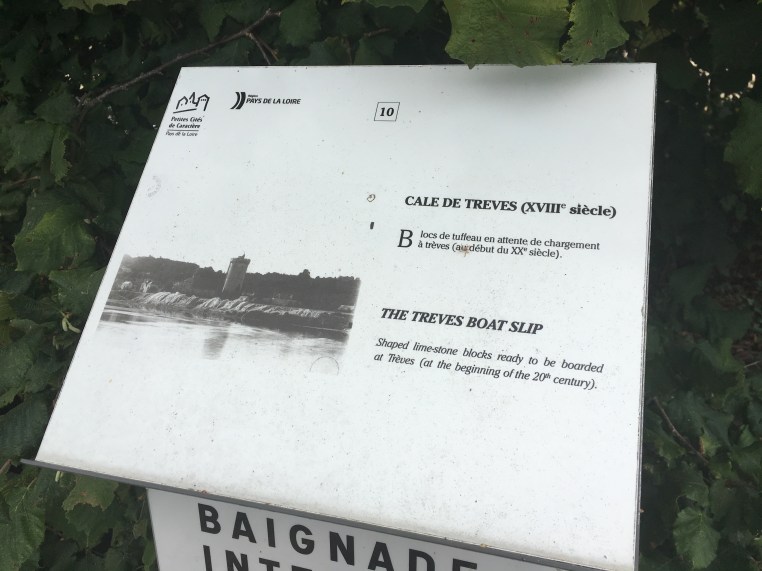 Petites Cités
de Caractère
Pays de la Loire
PAYS DE LA LOIRE
10
CALE DE TREVES (XVIIIe siècle)
Blocs de tuffeau en attente de chargement
à trèves (au début du XXe siècle).
THE TREVES BOAT SLIP
Shaped lime-stone blocks ready to be boarded
at Trèves (at the beginning of the 20th century).
BAIGNADE